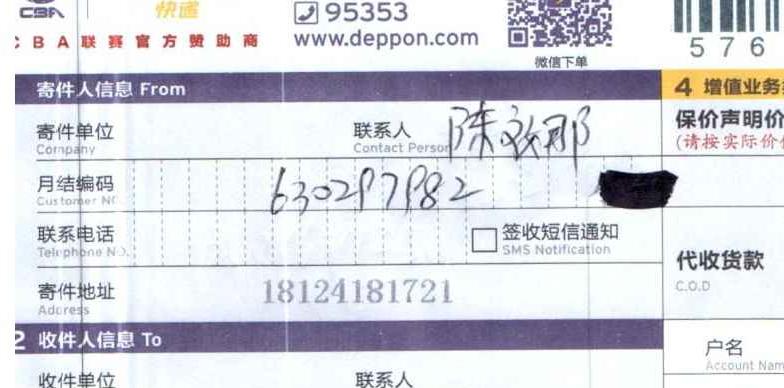 CBA 快递 95353
CBA联赛官方赞助商 www.deppon.com
微信下单 576
寄件人信息 From 4 增值业务
寄件单位 联系人 陈 那 保价声明价
Company Contact Person (请按实际价
月结编码 630297982
Customer NO.
联系电话 签收短信通知
Telephone NO. SMS Notification 代收货款
寄件地址 18124181721 C.O.D
Address
2 收件人信息 To 户名
Account Nam
收件单位 联系人